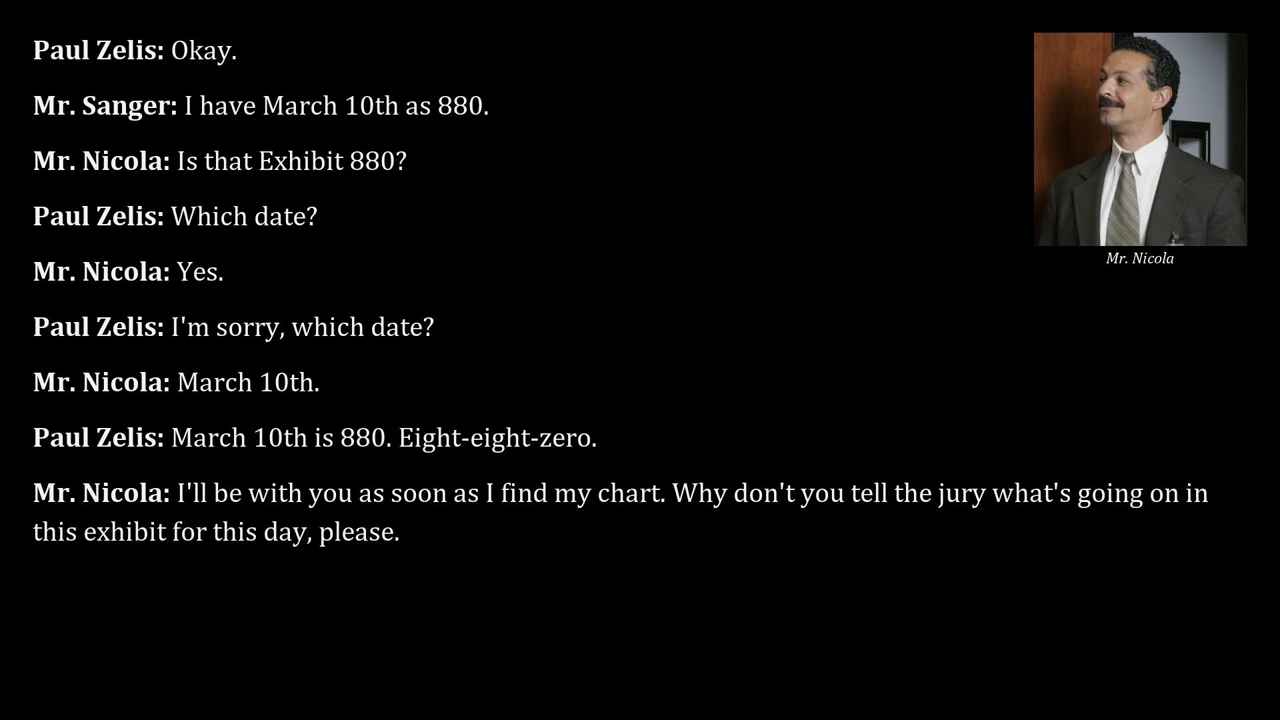 Paul Zelis: Okay.
Mr. Sanger: I have March 10th as 880.
Mr. Nicola: Is that Exhibit 880?
Paul Zelis: Which date?
Mr. Nicola: Yes.
Paul Zelis: I'm sorry, which date?
Mr. Nicola: March 10th.
Paul Zelis: March 10th is 880. Eight-eight-zero.
Mr. Nicola: I'll be with you as soon as I find my chart. Why don't you tell the jury what's going on in
this exhibit for this day, please.
Mr. Nicola